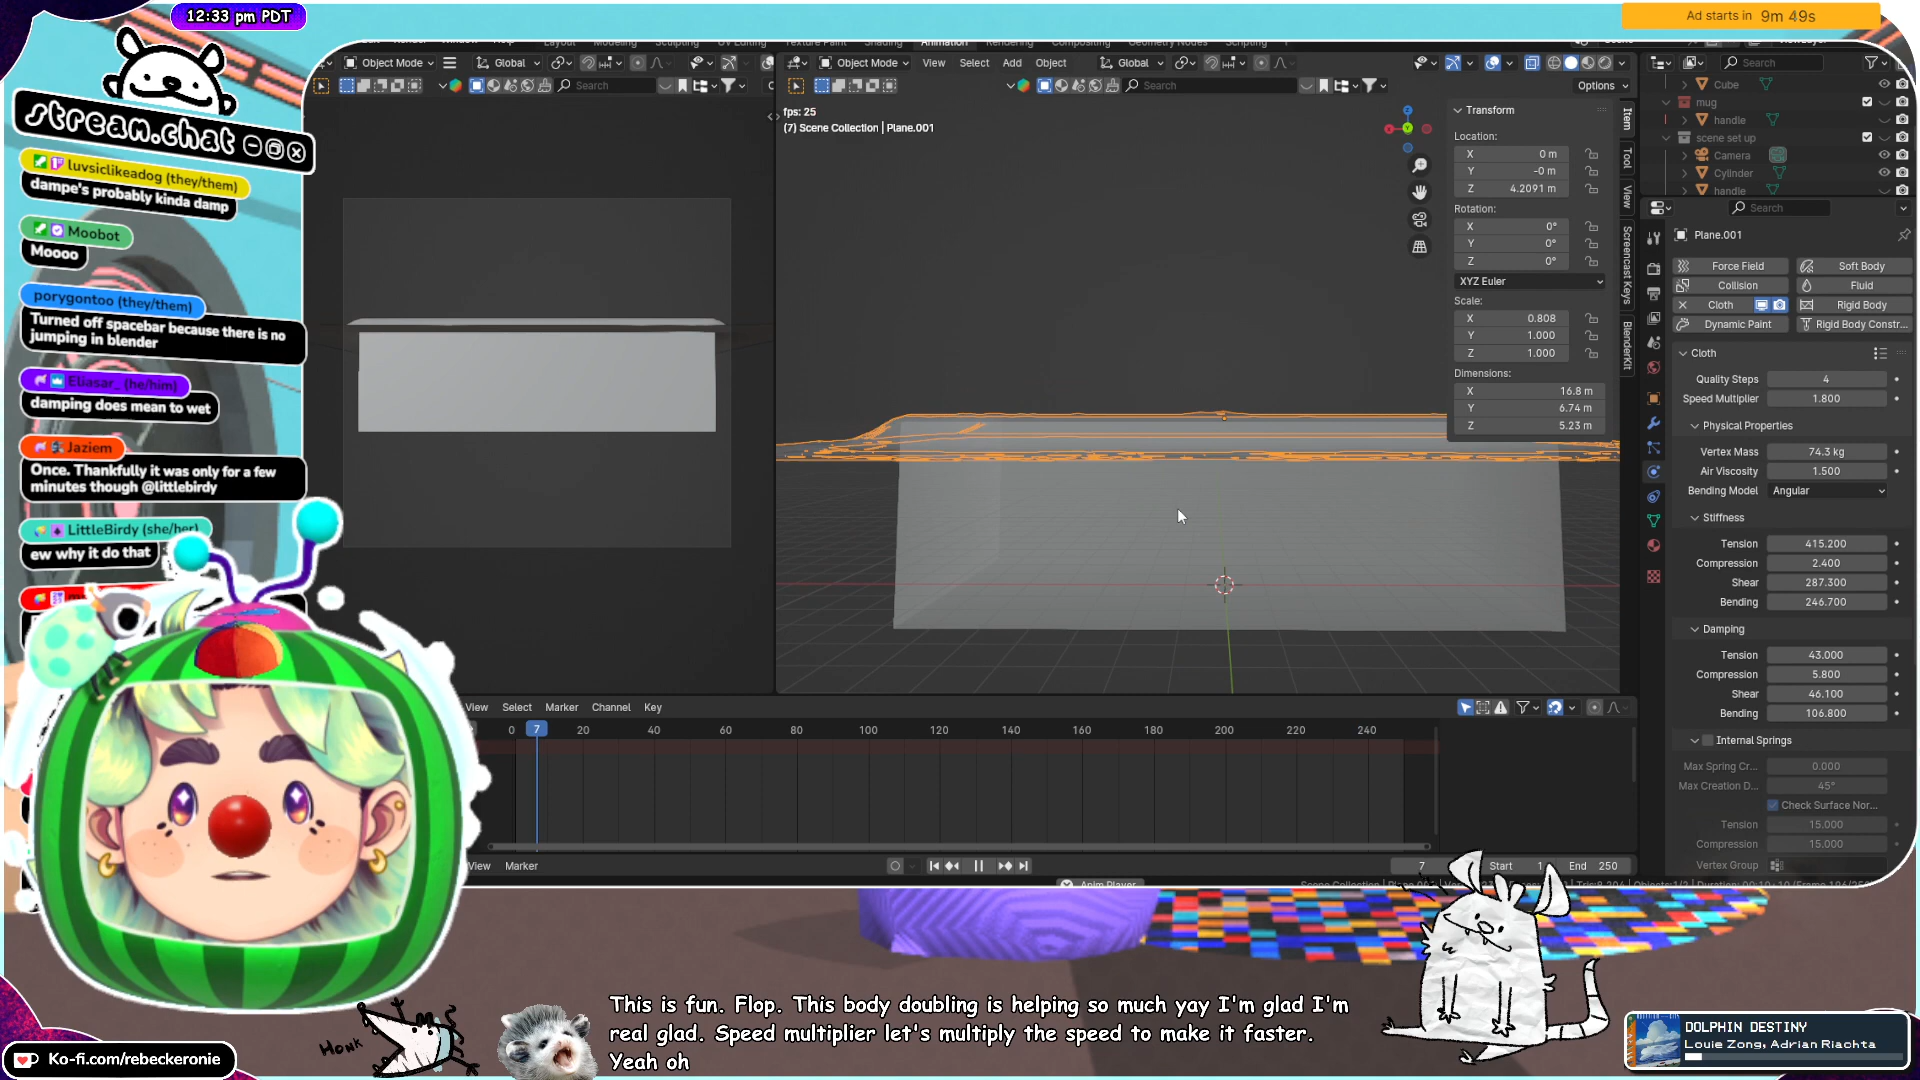 12:33 pm PDT
Ad starts in 9m 49s
stream.chat
luvsiclikeadog (they/them)
dampe's probably kinda damp
Moobot
Moooo
porygontoo (they/them)
Turned off spacebar because there is no
jumping in blender
Eliasar_ (he/him)
damping does mean to wet
Jaziem
Once. Thankfully it was only for a few
minutes though @littlebirdy
LittleBirdy (she/her)
ew why it do that
Object Mode
Global
Search
Object Mode
View Select Add Object
Global
Search
Options
fps: 25
(7) Scene Collection | Plane.001
Transform
Location:
X 0 m
Y -0 m
Z 4.2091 m
Rotation:
X 0°
Y 0°
Z 0°
XYZ Euler
Scale:
X 0.808
Y 1.000
Z 1.000
Dimensions:
X 16.8 m
Y 6.74 m
Z 5.23 m
Item
Tool
View
Screencast Keys
BlenderKit
Search
Cube
mug
handle
scene set up
Camera
Cylinder
handle
Search
Plane.001
Force Field Soft Body
Collision Fluid
Cloth Rigid Body
Dynamic Paint Rigid Body Constr...
Cloth
Quality Steps 4
Speed Multiplier 1.800
Physical Properties
Vertex Mass 74.3 kg
Air Viscosity 1.500
Bending Model Angular
Stiffness
Tension 415.200
Compression 2.400
Shear 287.300
Bending 246.700
Damping
Tension 43.000
Compression 5.800
Shear 46.100
Bending 106.800
Internal Springs
Max Spring Cr... 0.000
Max Creation D... 45°
Check Surface Nor...
Tension 15.000
Compression 15.000
Vertex Group
View Select Marker Channel Key
0 7 20 40 60 80 100 120 140 160 180 200 220 240
View Marker
7 Start 1 End 250
Anim Player
Honk
This is fun. Flop. This body doubling is helping so much yay I'm glad I'm
real glad. Speed multiplier let's multiply the speed to make it faster.
Yeah oh
Ko-fi.com/rebeckeronie
DOLPHIN DESTINY
Louie Zong, Adrian Riachta